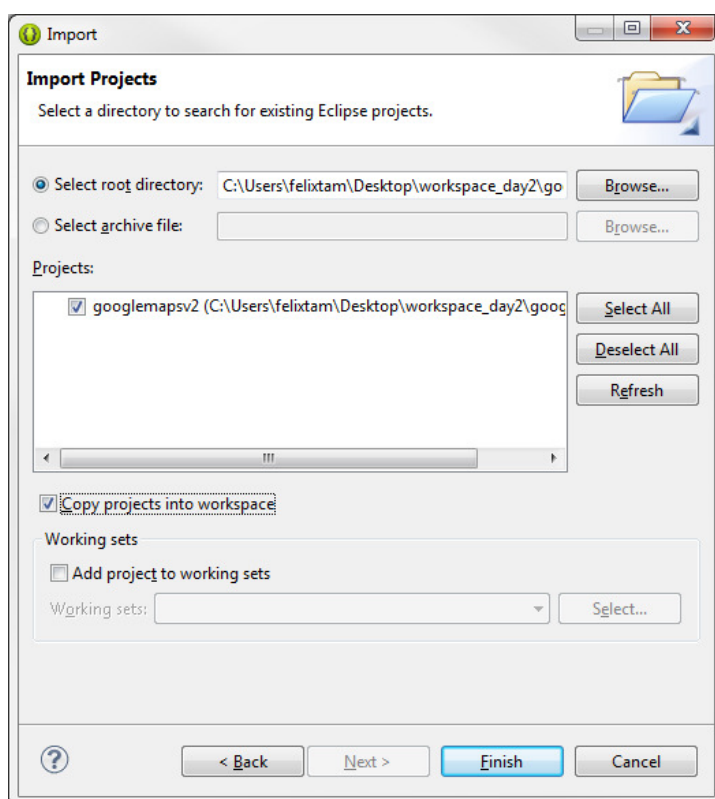 Import
Import Projects
Select a directory to search for existing Eclipse projects.
Select root directory: C:\Users\felixtam\Desktop\workspace_day2\go Browse...
Select archive file: Browse...
Projects:
googlemapsv2 (C:\Users\felixtam\Desktop\workspace_day2\goog
Select All
Deselect All
Refresh
Copy projects into workspace
Working sets
Add project to working sets
Working sets: Select...
? < Back Next > Finish Cancel